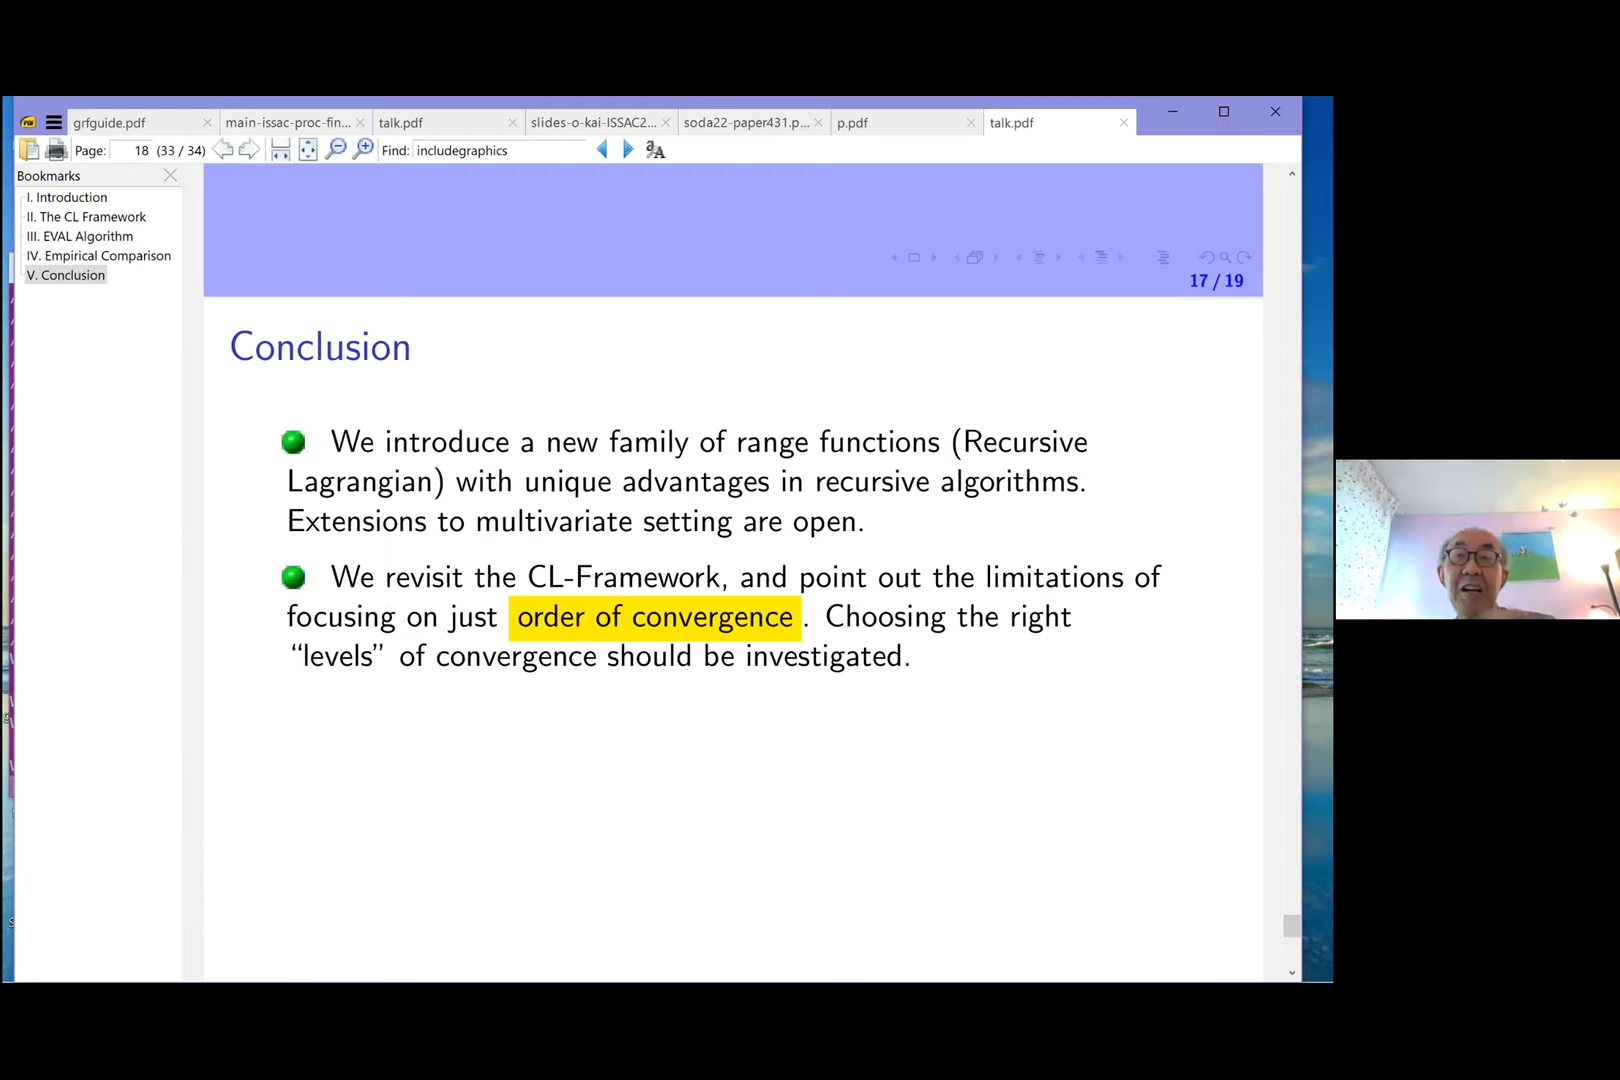 grfguide.pdf
main-issac-proc-fin...
talk.pdf
slides-o-kai-ISSAC2...
soda22-paper431.p...
p.pdf
talk.pdf
Page: 18 (33 / 34)
Find: includegraphics
Bookmarks
I. Introduction
II. The CL Framework
III. EVAL Algorithm
IV. Empirical Comparison
V. Conclusion
17 / 19
Conclusion
We introduce a new family of range functions (Recursive
Lagrangian) with unique advantages in recursive algorithms.
Extensions to multivariate setting are open.
We revisit the CL-Framework, and point out the limitations of
focusing on just order of convergence . Choosing the right
“levels” of convergence should be investigated.